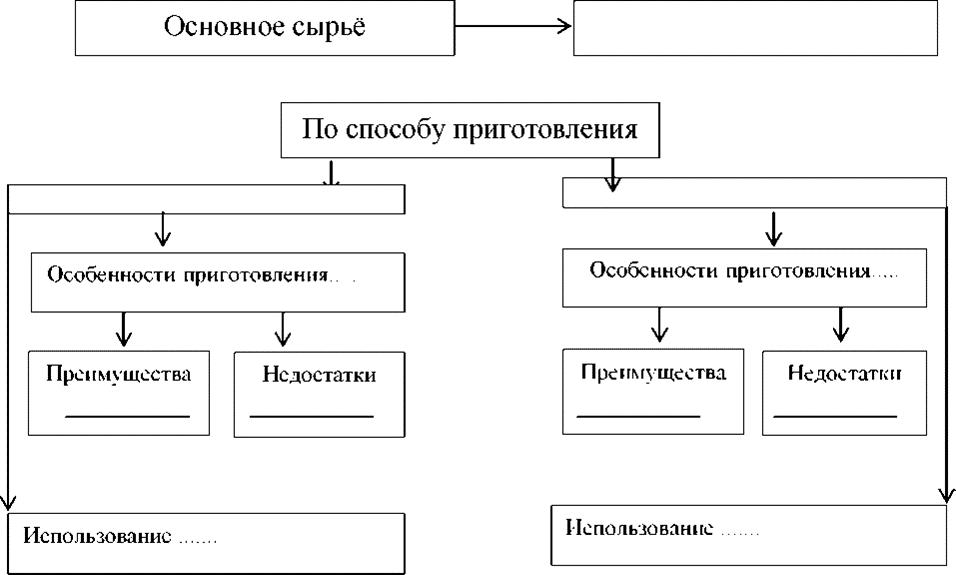 Основное сырьё
По способу приготовления
Особенности приготовления.. .
Особенности приготовления.....
Преимущества
Недостатки
Преимущества
Недостатки
Использование .......
Использование .......